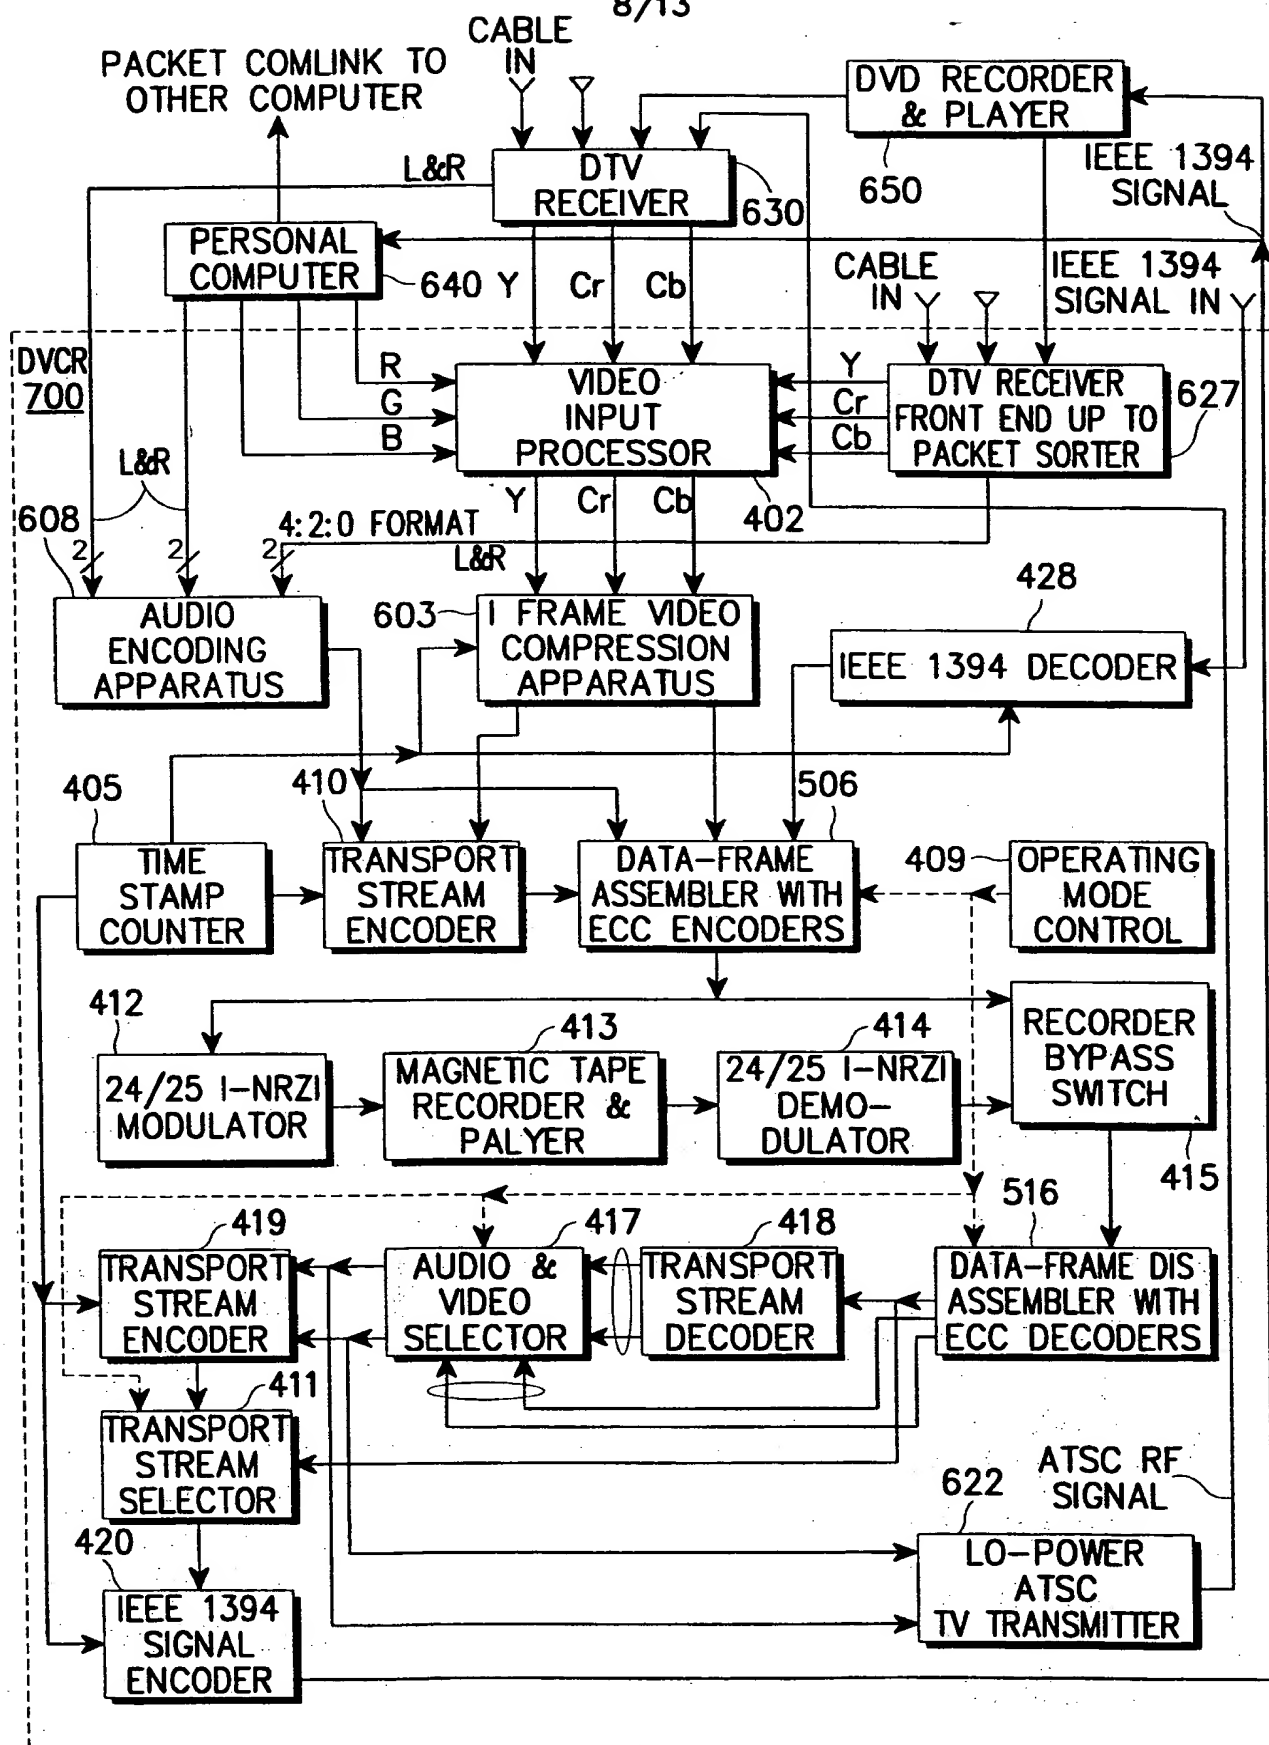 8/13
CABLE
IN
PACKET COMLINK TO
OTHER COMPUTER
DVD RECORDER
& PLAYER
650
IEEE 1394
SIGNAL
L&R
DTV
RECEIVER
630
PERSONAL
COMPUTER
640
Y
Cr
Cb
CABLE
IN
IEEE 1394
SIGNAL IN
DVCR
700
R
G
B
VIDEO
INPUT
PROCESSOR
402
Y
Cr
Cb
DTV RECEIVER
FRONT END UP TO
PACKET SORTER
627
L&R
608
Y
Cr
Cb
4:2:0 FORMAT
L&R
2
2
2
AUDIO
ENCODING
APPARATUS
603
I FRAME VIDEO
COMPRESSION
APPARATUS
428
IEEE 1394 DECODER
405
410
506
TIME
STAMP
COUNTER
TRANSPORT
STREAM
ENCODER
DATA-FRAME
ASSEMBLER WITH
ECC ENCODERS
409
OPERATING
MODE
CONTROL
412
24/25 I-NRZI
MODULATOR
413
MAGNETIC TAPE
RECORDER &
PALYER
414
24/25 I-NRZI
DEMO-
DULATOR
RECORDER
BYPASS
SWITCH
415
419
TRANSPORT
STREAM
ENCODER
417
AUDIO &
VIDEO
SELECTOR
418
TRANSPORT
STREAM
DECODER
516
DATA-FRAME DIS
ASSEMBLER WITH
ECC DECODERS
411
TRANSPORT
STREAM
SELECTOR
ATSC RF
SIGNAL
622
LO-POWER
ATSC
TV TRANSMITTER
420
IEEE 1394
SIGNAL
ENCODER